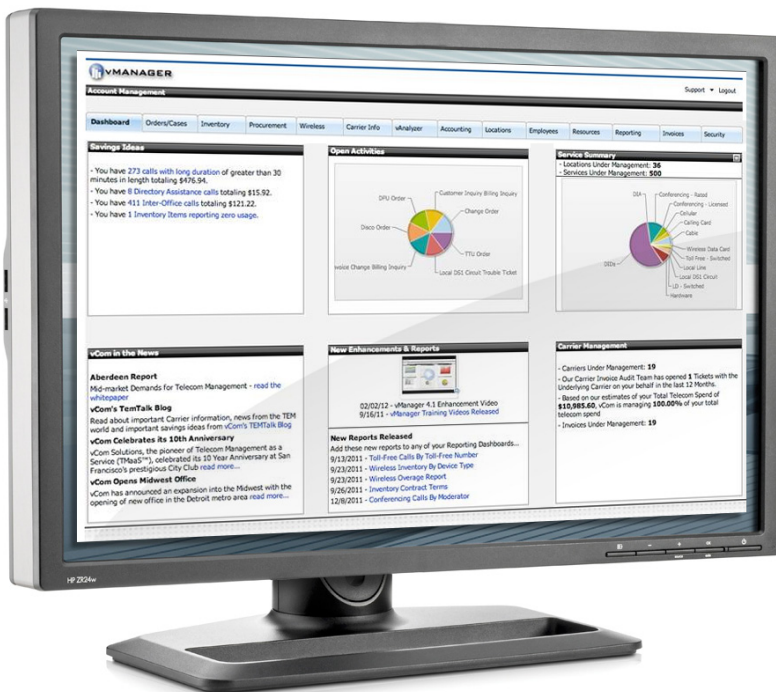 vMANAGER
Support Logout
Account Management
Dashboard Orders/Cases Inventory Procurement Wireless Carrier Info vAnalyzer Accounting Locations Employees Resources Reporting Invoices Security
Savings Ideas
- You have 273 calls with long duration of greater than 30
minutes in length totaling $476.94.
- You have 8 Directory Assistance calls totaling $15.92.
- You have 411 Inter-Office calls totaling $121.22.
- You have 1 Inventory Items reporting zero usage.
Open Activities
Customer Inquiry Billing Inquiry
DPU Order
Change Order
Disco Order
TTU Order
nvoice Change Billing Inquiry
Local DS1 Circuit Trouble Ticket
Service Summary
- Locations Under Management: 36
- Services Under Management: 500
DIA
Conferencing - Rated
Conferencing - Licensed
Cellular
Calling Card
Cable
Wireless Data Card
Toll Free - Switched
DIDs
Local Line
Local DS1 Circuit
LD - Switched
Hardware
vCom in the News
Aberdeen Report
Mid-market Demands for Telecom Management - read the
whitepaper
vCom's TemTalk Blog
Read about important Carrier information, news from the TEM
world and important savings ideas from vCom's TEMTalk Blog
vCom Celebrates its 10th Anniversary
vCom Solutions, the pioneer of Telecom Management as a
Service (TMaaS™), celebrated its 10 Year Anniversary at San
Francisco's prestigious City Club read more...
vCom Opens Midwest Office
vCom has announced an expansion into the Midwest with the
opening of new office in the Detroit metro area read more...
New Enhancements & Reports
02/02/12 - vManager 4.1 Enhancement Video
9/16/11 - vManager Training Videos Released
New Reports Released
Add these new reports to any of your Reporting Dashboards...
9/13/2011 - Toll-Free Calls By Toll-Free Number
9/23/2011 - Wireless Inventory By Device Type
9/23/2011 - Wireless Overage Report
9/26/2011 - Inventory Contract Terms
12/8/2011 - Conferencing Calls By Moderator
Carrier Management
- Carriers Under Management: 19
- Our Carrier Invoice Audit Team has opened 1 Tickets with the
Underlying Carrier on your behalf in the last 12 Months.
- Based on our estimates of your Total Telecom Spend of
$10,985.60, vCom is managing 100.00% of your total
telecom spend
- Invoices Under Management: 19
HP ZR24w